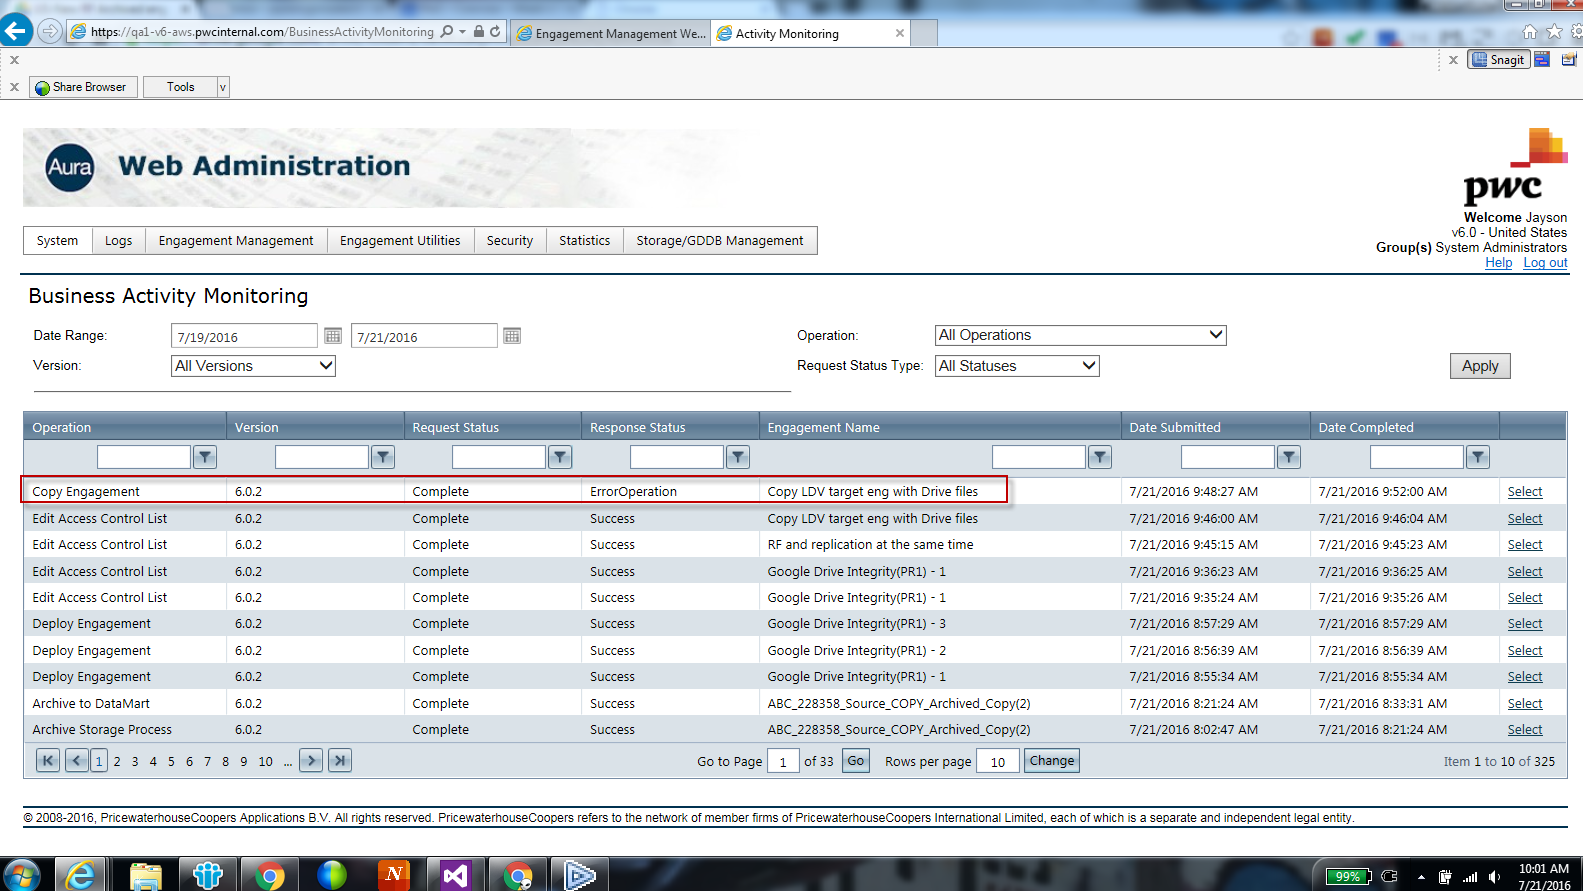 https://qa1-v6-aws.pwcinternal.com/BusinessActivityMonitoring
Engagement Management We...
Activity Monitoring
Snagit
Share Browser
Tools
v
Aura
Web Administration
pwc
Welcome Jayson
v6.0 - United States
Group(s) System Administrators
Help Log out
System Logs Engagement Management Engagement Utilities Security Statistics Storage/GDDB Management
Business Activity Monitoring
Date Range: 7/19/2016 7/21/2016 Operation: All Operations
Version: All Versions Request Status Type: All Statuses Apply
Operation Version Request Status Response Status Engagement Name Date Submitted Date Completed
Copy Engagement 6.0.2 Complete ErrorOperation Copy LDV target eng with Drive files 7/21/2016 9:48:27 AM 7/21/2016 9:52:00 AM Select
Edit Access Control List 6.0.2 Complete Success Copy LDV target eng with Drive files 7/21/2016 9:46:00 AM 7/21/2016 9:46:04 AM Select
Edit Access Control List 6.0.2 Complete Success RF and replication at the same time 7/21/2016 9:45:15 AM 7/21/2016 9:45:23 AM Select
Edit Access Control List 6.0.2 Complete Success Google Drive Integrity(PR1) - 1 7/21/2016 9:36:23 AM 7/21/2016 9:36:25 AM Select
Edit Access Control List 6.0.2 Complete Success Google Drive Integrity(PR1) - 1 7/21/2016 9:35:24 AM 7/21/2016 9:35:26 AM Select
Deploy Engagement 6.0.2 Complete Success Google Drive Integrity(PR1) - 3 7/21/2016 8:57:29 AM 7/21/2016 8:57:29 AM Select
Deploy Engagement 6.0.2 Complete Success Google Drive Integrity(PR1) - 2 7/21/2016 8:56:39 AM 7/21/2016 8:56:39 AM Select
Deploy Engagement 6.0.2 Complete Success Google Drive Integrity(PR1) - 1 7/21/2016 8:55:34 AM 7/21/2016 8:55:34 AM Select
Archive to DataMart 6.0.2 Complete Success ABC_228358_Source_COPY_Archived_Copy(2) 7/21/2016 8:21:24 AM 7/21/2016 8:33:31 AM Select
Archive Storage Process 6.0.2 Complete Success ABC_228358_Source_COPY_Archived_Copy(2) 7/21/2016 8:02:47 AM 7/21/2016 8:21:24 AM Select
1 2 3 4 5 6 7 8 9 10 ... Go to Page 1 of 33 Go Rows per page 10 Change Item 1 to 10 of 325
© 2008-2016, PricewaterhouseCoopers Applications B.V. All rights reserved. PricewaterhouseCoopers refers to the network of member firms of PricewaterhouseCoopers International Limited, each of which is a separate and independent legal entity.
N
99%
10:01 AM
7/21/2016